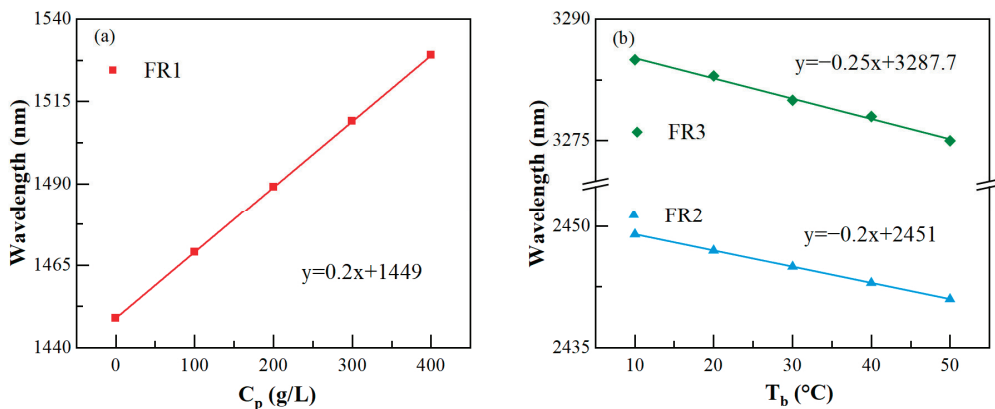 (a)
FR1
y=0.2x+1449
1540
1515
1490
1465
1440
Wavelength (nm)
0 100 200 300 400
Cp (g/L)
(b)
y=−0.25x+3287.7
FR3
FR2
y=−0.2x+2451
3290
3275
2450
2435
Wavelength (nm)
10 20 30 40 50
Tb (°C)